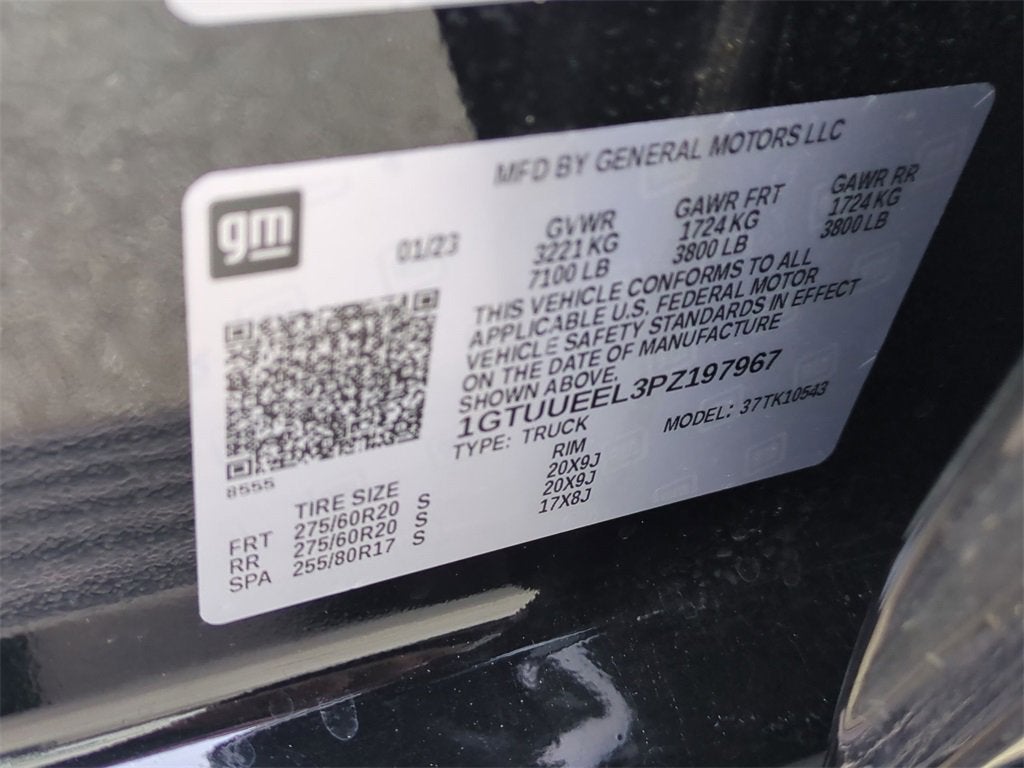 MFD BY GENERAL MOTORS LLC
gm
01/23
GVWR GAWR FRT GAWR RR
3221 KG 1724 KG 1724 KG
7100 LB 3800 LB 3800 LB
THIS VEHICLE CONFORMS TO ALL
APPLICABLE U.S. FEDERAL MOTOR
VEHICLE SAFETY STANDARDS IN EFFECT
ON THE DATE OF MANUFACTURE
SHOWN ABOVE.
1GTUUEEL3PZ197967
TYPE: TRUCK MODEL: 37TK10543
8555
TIRE SIZE RIM
FRT 275/60R20 S 20X9J
RR 275/60R20 S 20X9J
SPA 255/80R17 S 17X8J